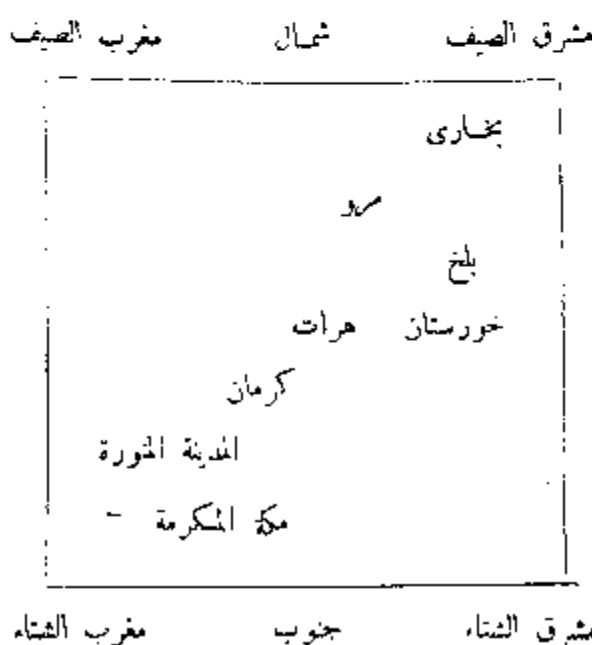 مشرق الصيف شمال مغرب الصيف
بخارى
مرو
بلخ
خورستان هرات
كرمان
المدينة المنورة
مكة المكرمة -
مشرق الشتاء جنوب مغرب الشتاء